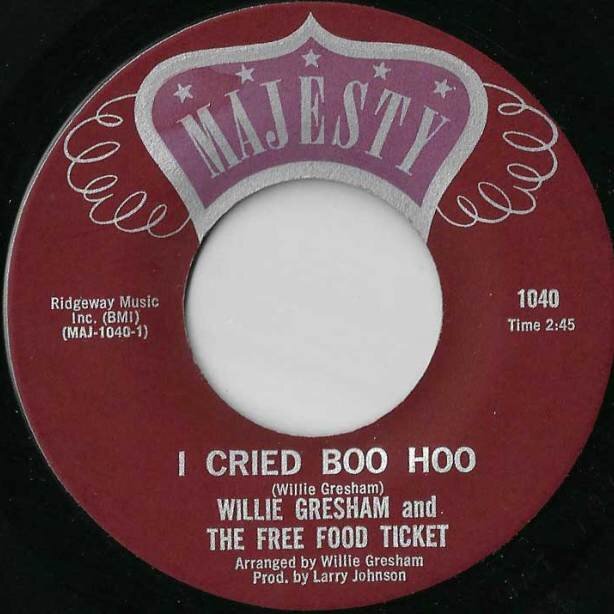 MAJESTY
Ridgeway Music
Inc. (BMI)
(MAJ-1040-1)
1040
Time 2:45
I CRIED BOO HOO
(Willie Gresham)
WILLIE GRESHAM and
THE FREE FOOD TICKET
Arranged by Willie Gresham
Prod. by Larry Johnson